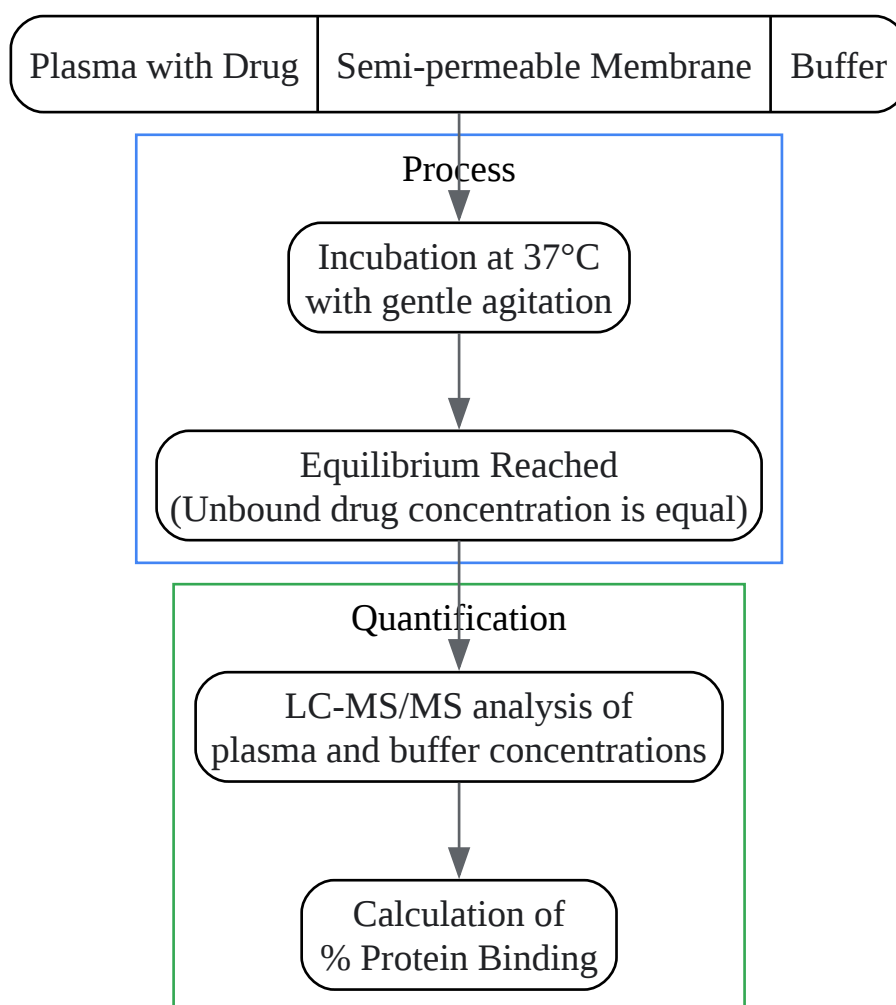 Plasma with Drug
Semi-permeable Membrane
Buffer
Process
Incubation at 37°C
with gentle agitation
Equilibrium Reached
(Unbound drug concentration is equal)
Quantification
LC-MS/MS analysis of
plasma and buffer concentrations
Calculation of
% Protein Binding